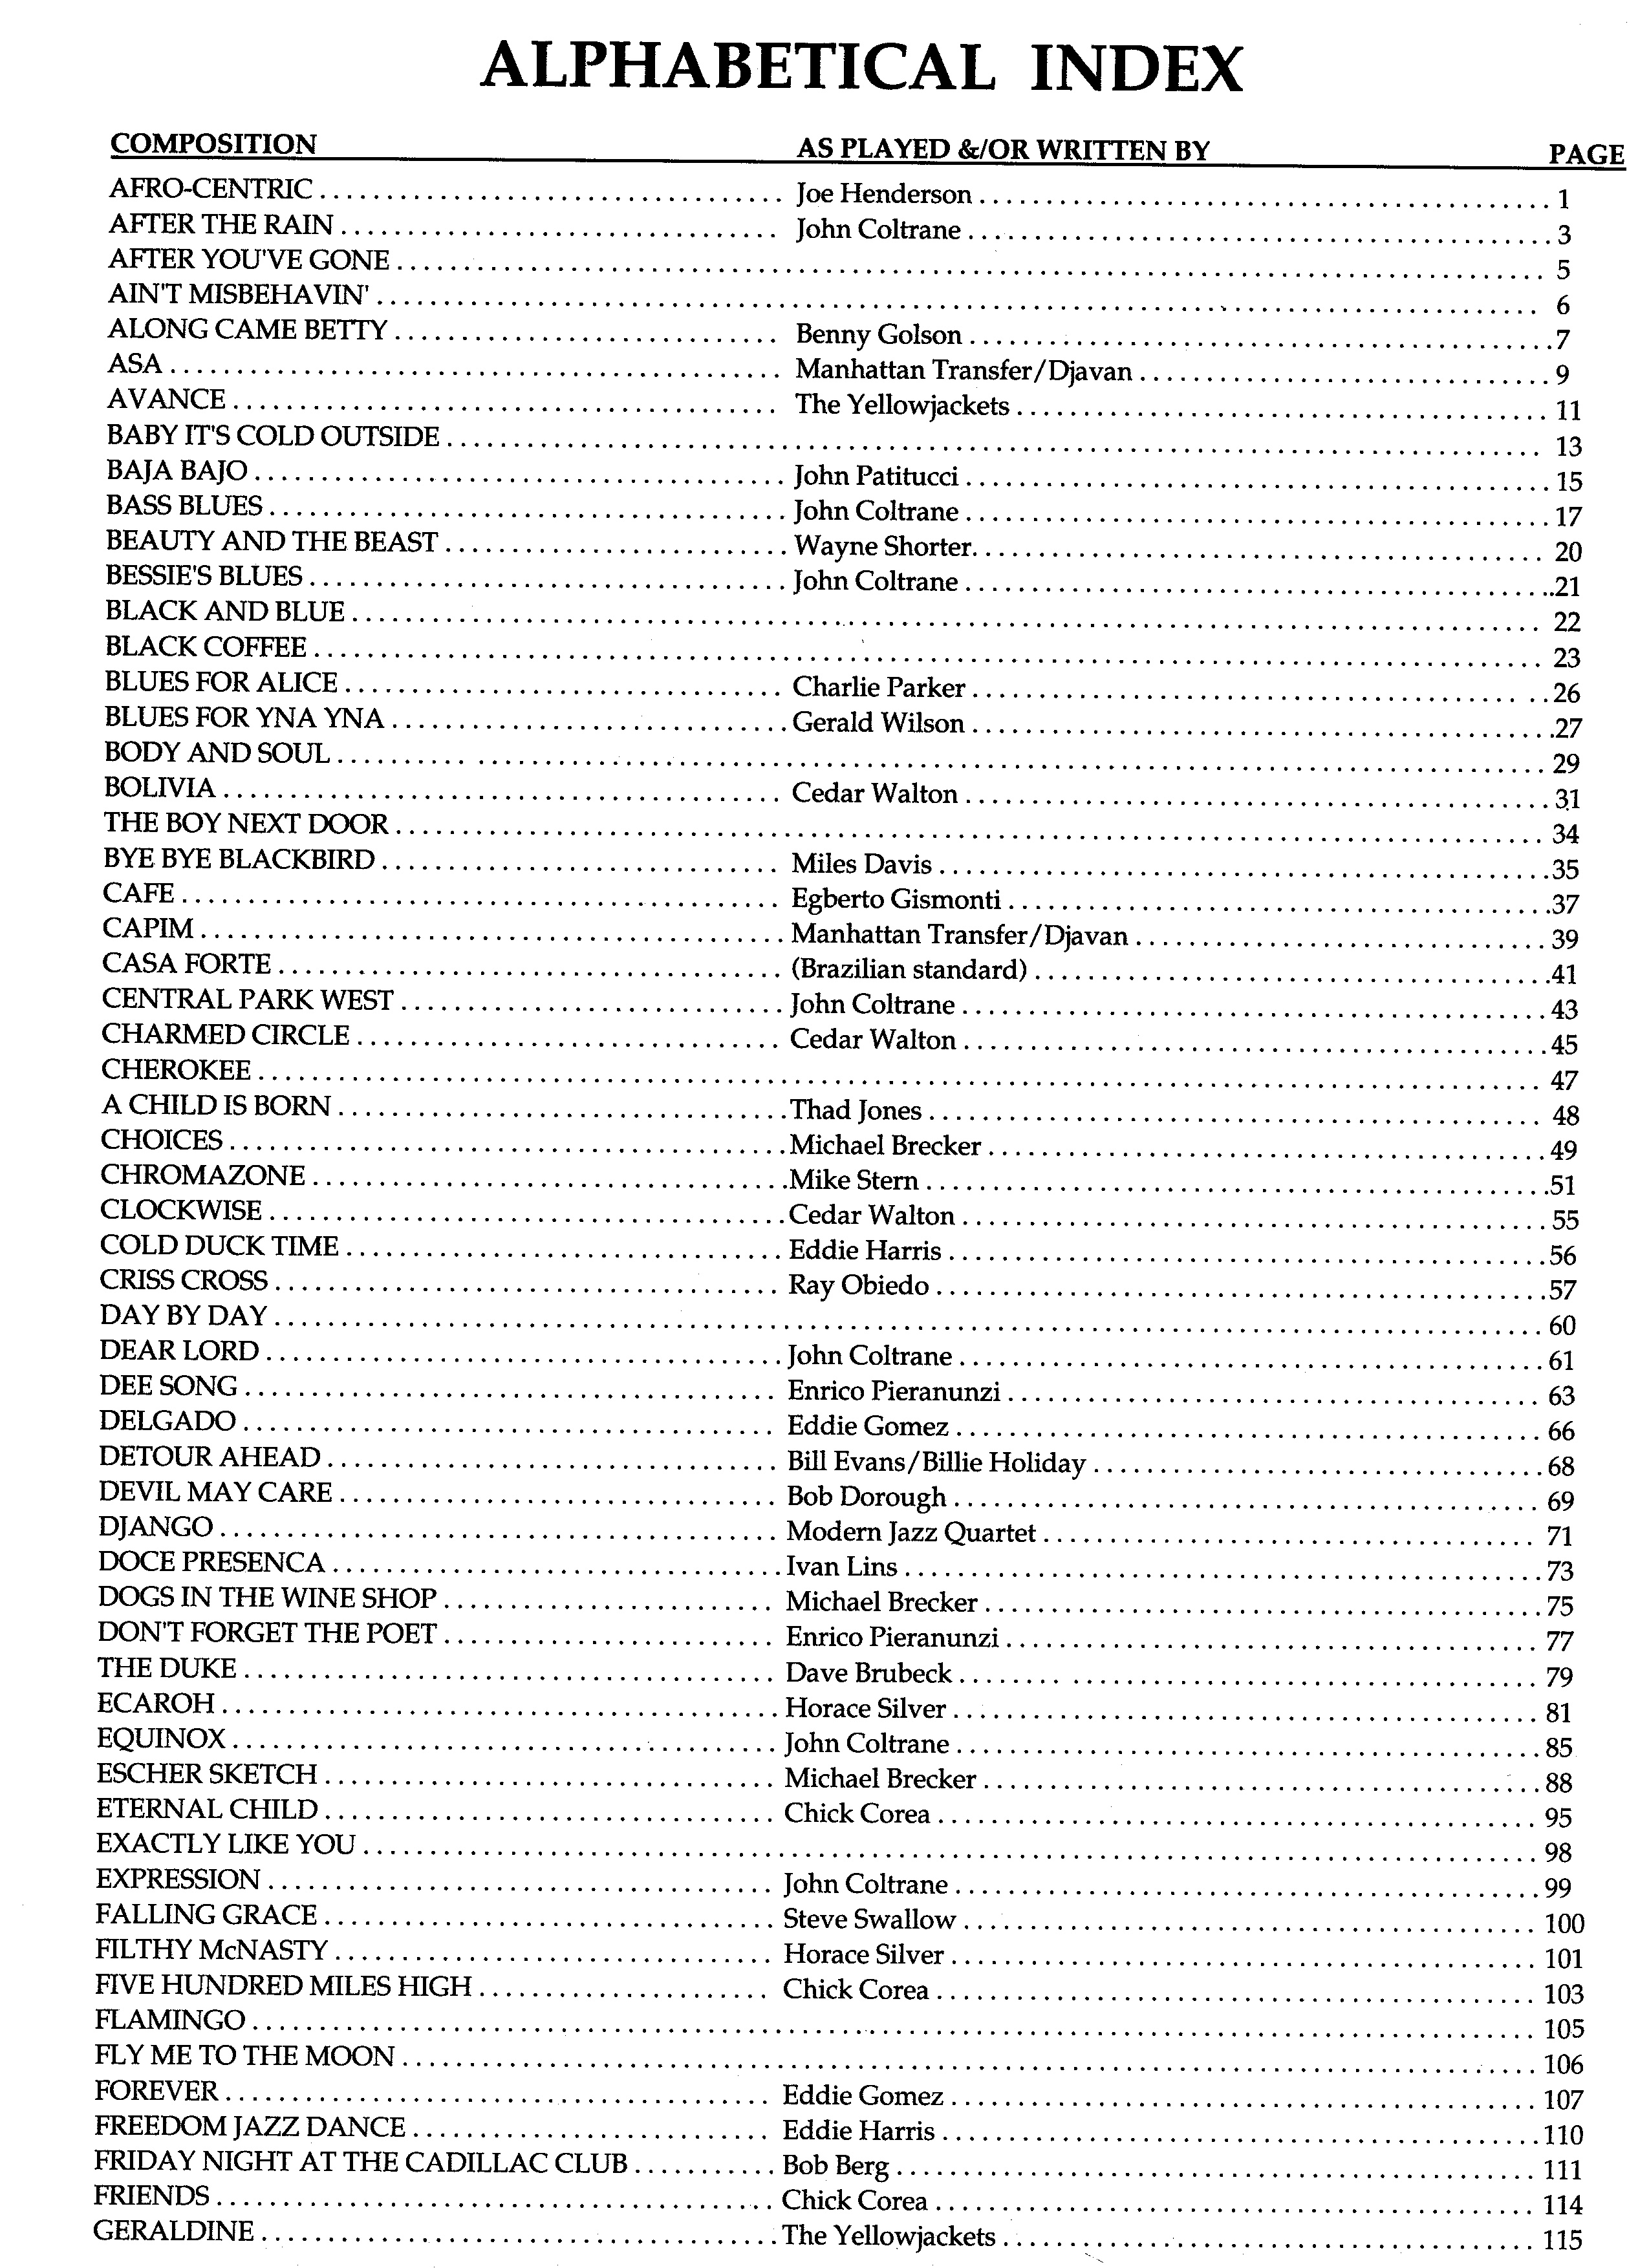 ALPHABETICAL INDEX
COMPOSITION AS PLAYED &/OR WRITTEN BY PAGE
AFRO-CENTRIC Joe Henderson 1
AFTER THE RAIN John Coltrane 3
AFTER YOU'VE GONE 5
AIN'T MISBEHAVIN' 6
ALONG CAME BETTY Benny Golson 7
ASA Manhattan Transfer/Djavan 9
AVANCE The Yellowjackets 11
BABY IT'S COLD OUTSIDE 13
BAJA BAJO John Patitucci 15
BASS BLUES John Coltrane 17
BEAUTY AND THE BEAST Wayne Shorter 20
BESSIE'S BLUES John Coltrane 21
BLACK AND BLUE 22
BLACK COFFEE 23
BLUES FOR ALICE Charlie Parker 26
BLUES FOR YNA YNA Gerald Wilson 27
BODY AND SOUL 29
BOLIVIA Cedar Walton 31
THE BOY NEXT DOOR 34
BYE BYE BLACKBIRD Miles Davis 35
CAFE Egberto Gismonti 37
CAPIM Manhattan Transfer/Djavan 39
CASA FORTE (Brazilian standard) 41
CENTRAL PARK WEST John Coltrane 43
CHARMED CIRCLE Cedar Walton 45
CHEROKEE 47
A CHILD IS BORN Thad Jones 48
CHOICES Michael Brecker 49
CHROMAZONE Mike Stern 51
CLOCKWISE Cedar Walton 55
COLD DUCK TIME Eddie Harris 56
CRISS CROSS Ray Obiedo 57
DAY BY DAY 60
DEAR LORD John Coltrane 61
DEE SONG Enrico Pieranunzi 63
DELGADO Eddie Gomez 66
DETOUR AHEAD Bill Evans/Billie Holiday 68
DEVIL MAY CARE Bob Dorough 69
DJANGO Modern Jazz Quartet 71
DOCE PRESENCA Ivan Lins 73
DOGS IN THE WINE SHOP Michael Brecker 75
DON'T FORGET THE POET Enrico Pieranunzi 77
THE DUKE Dave Brubeck 79
ECAROH Horace Silver 81
EQUINOX John Coltrane 85
ESCHER SKETCH Michael Brecker 88
ETERNAL CHILD Chick Corea 95
EXACTLY LIKE YOU 98
EXPRESSION John Coltrane 99
FALLING GRACE Steve Swallow 100
FILTHY McNASTY Horace Silver 101
FIVE HUNDRED MILES HIGH Chick Corea 103
FLAMINGO 105
FLY ME TO THE MOON 106
FOREVER Eddie Gomez 107
FREEDOM JAZZ DANCE Eddie Harris 110
FRIDAY NIGHT AT THE CADILLAC CLUB Bob Berg 111
FRIENDS Chick Corea 114
GERALDINE The Yellowjackets 115